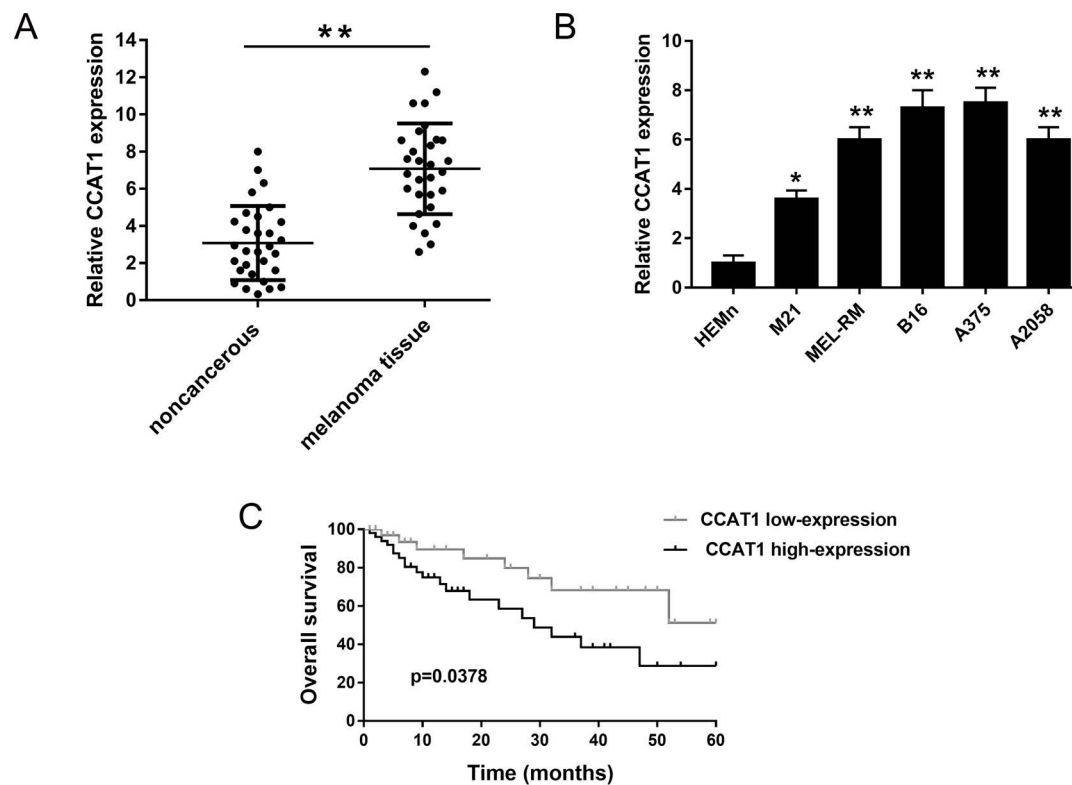 A
Relative CCAT1 expression
14
12
10
8
6
4
2
0
**
noncancerous
melanoma tissue
B
Relative CCAT1 expression
10
8
6
4
2
0
*
**
**
**
**
HEMn
M21
MEL-RM
B16
A375
A2058
C
Overall survival
100
80
60
40
20
0
p=0.0378
0 10 20 30 40 50 60
Time (months)
CCAT1 low-expression
CCAT1 high-expression